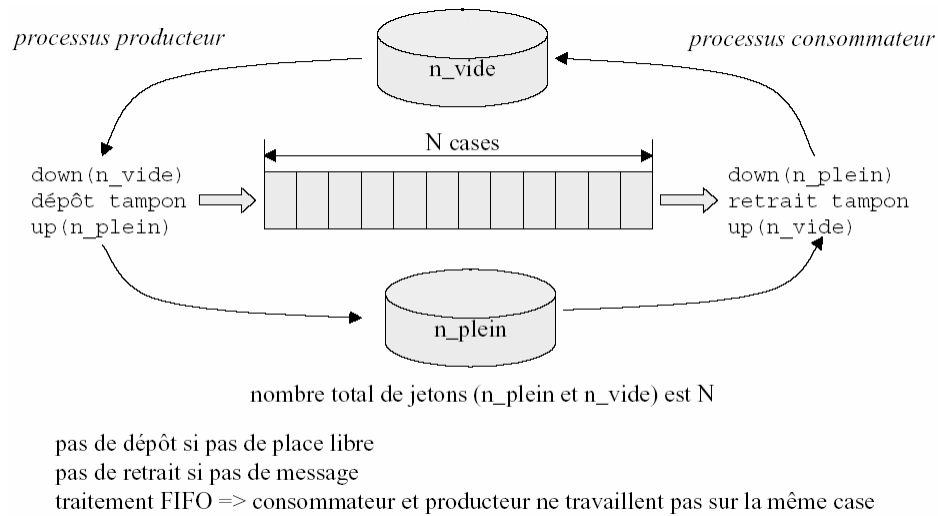 processus producteur
processus consommateur
n_vide
N cases
down(n_vide)
dépôt tampon
up(n_plein)
down(n_plein)
retrait tampon
up(n_vide)
n_plein
nombre total de jetons (n_plein et n_vide) est N
pas de dépôt si pas de place libre
pas de retrait si pas de message
traitement FIFO => consommateur et producteur ne travaillent pas sur la même case